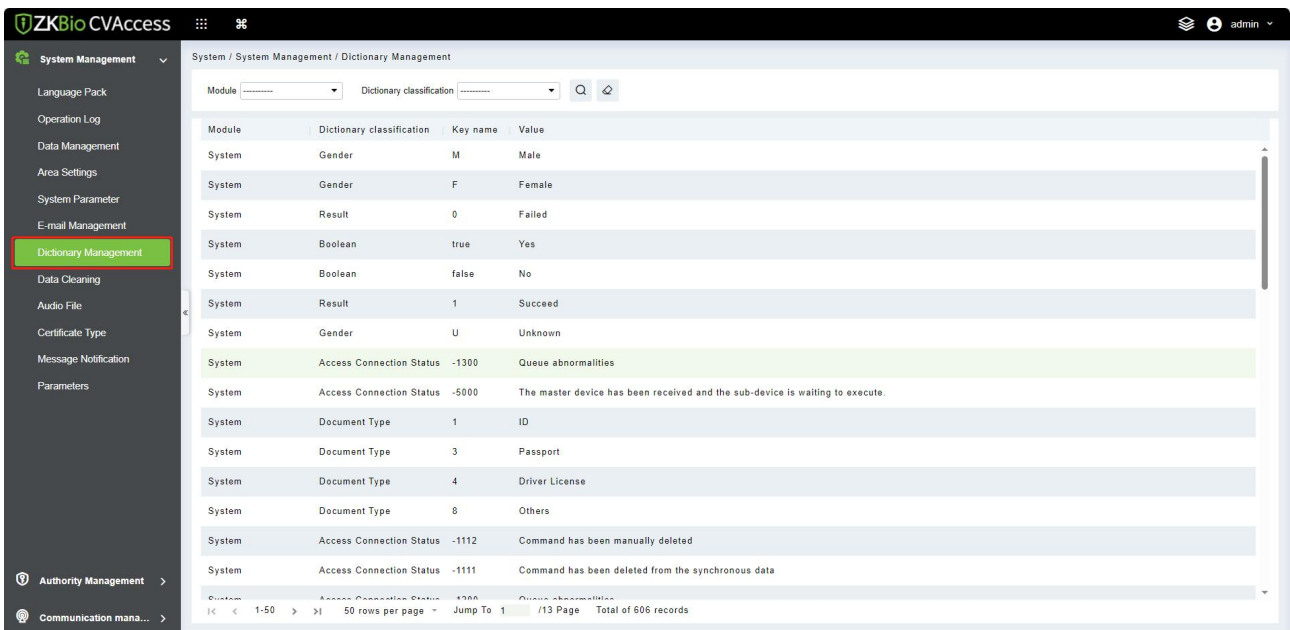 ZKBio CVAccess admin
System Management
Language Pack
Operation Log
Data Management
Area Settings
System Parameter
E-mail Management
Dictionary Management
Data Cleaning
Audio File
Certificate Type
Message Notification
Parameters
Authority Management
Communication mana...
System / System Management / Dictionary Management
Module ---------- Dictionary classification ----------
Module Dictionary classification Key name Value
System Gender M Male
System Gender F Female
System Result 0 Failed
System Boolean true Yes
System Boolean false No
System Result 1 Succeed
System Gender U Unknown
System Access Connection Status -1300 Queue abnormalities
System Access Connection Status -5000 The master device has been received and the sub-device is waiting to execute.
System Document Type 1 ID
System Document Type 3 Passport
System Document Type 4 Driver License
System Document Type 8 Others
System Access Connection Status -1112 Command has been manually deleted
System Access Connection Status -1111 Command has been deleted from the synchronous data
System Access Connection Status Queue abnormalities
1-50 50 rows per page Jump To 1 /13 Page Total of 606 records